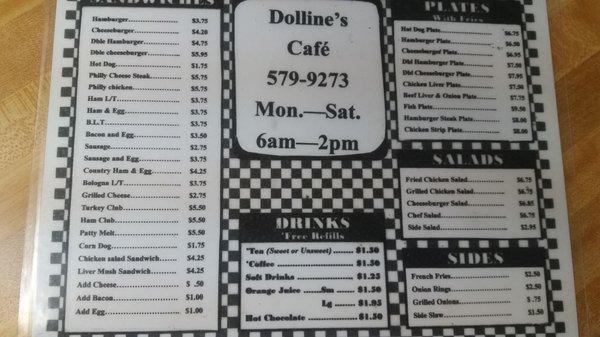 SANDWICHES
Hamburger.......... $3.75
Cheeseburger.......... $4.20
Dble Hamburger.......... $4.75
Dble cheeseburger.......... $5.95
Hot Dog.......... $1.75
Philly Cheese Steak.......... $5.75
Philly chicken.......... $5.75
Ham L/T.......... $3.75
Ham & Egg.......... $3.75
B.L.T.......... $3.75
Bacon and Egg.......... $3.50
Sausage.......... $2.75
Sausage and Egg.......... $3.75
Country Ham & Egg.......... $4.25
Bologna L/T.......... $3.75
Grilled Cheese.......... $2.75
Turkey Club.......... $5.50
Ham Club.......... $5.50
Patty Melt.......... $5.50
Corn Dog.......... $1.75
Chicken salad Sandwich.......... $4.25
Liver Mush Sandwich.......... $4.25
Add Cheese.......... $ .50
Add Bacon.......... $1.00
Add Egg.......... $1.00
Dolline's
Café
579-9273
Mon.—Sat.
6am—2pm
DRINKS
Free Refills
*Tea (Sweet or Unsweet) .......... $1.50
*Coffee .......... $1.50
Soft Drinks .......... $1.25
Orange Juice ......Sm ...... $1.50
Lg ...... $1.95
Hot Chocolate .......... $1.50
PLATES
With Fries
Hot Dog Plate.......... $6.75
Hamburger Plate.......... $6.50
Cheeseburger Plate.......... $6.95
Dbl Hamburger Plate.......... $7.95
Dbl Cheeseburger Plate.......... $7.95
Chicken Liver Plate.......... $7.50
Beef Liver & Onion Plate.......... $7.75
Fish Plate.......... $9.50
Hamburger Steak Plate.......... $8.00
Chicken Strip Plate.......... $8.00
SALADS
Fried Chicken Salad.......... $6.75
Grilled Chicken Salad.......... $6.75
Cheeseburger Salad.......... $6.85
Chef Salad.......... $6.75
Side Salad.......... $2.95
SIDES
French Fries.......... $2.50
Onion Rings.......... $2.50
Grilled Onions.......... $ .75
Side Slaw.......... $1.50